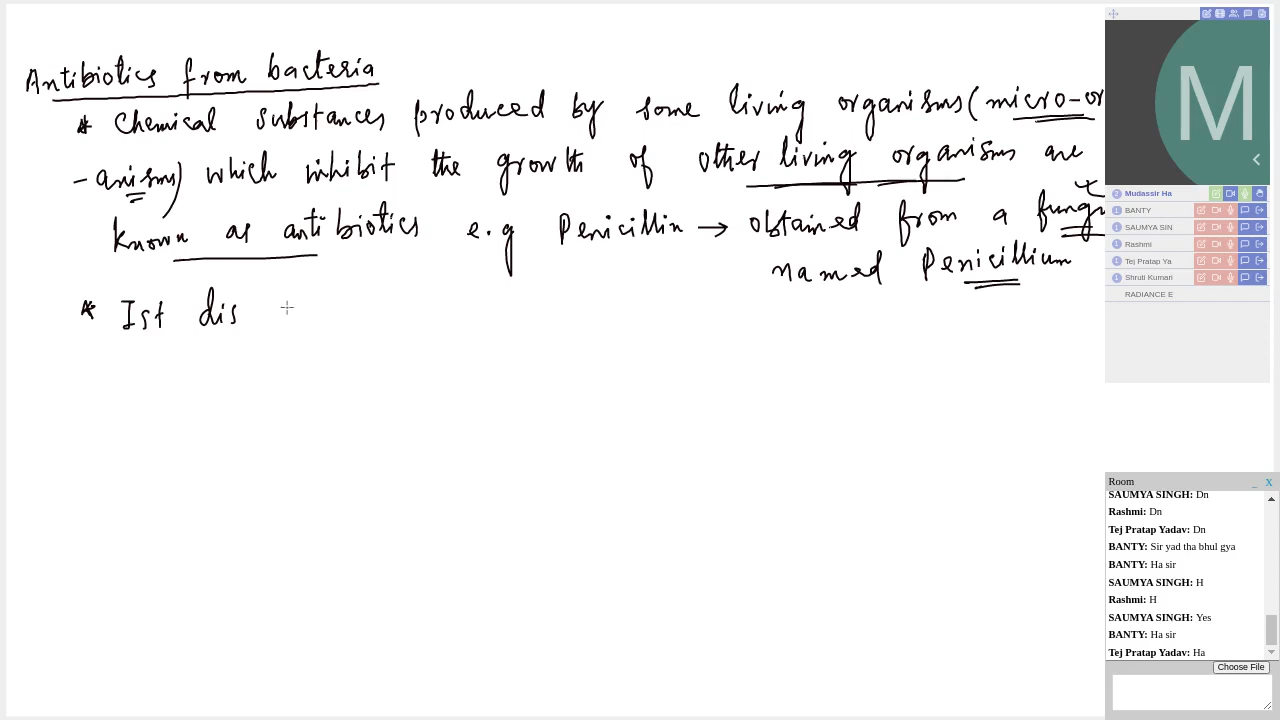 Antibiotics from bacteria
* Chemical substances produced by some living organisms (micro-or
- anisms) which inhibit the growth of other living organisms are
known as antibiotics e.g Penicillin → obtained from a fung
named Penicillium
* Ist dis
M
Mudassir Ha
BANTY
SAUMYA SIN
Rashmi
Tej Pratap Ya
Shruti Kumari
RADIANCE E
Room _ X
SAUMYA SINGH: Dn
Rashmi: Dn
Tej Pratap Yadav: Dn
BANTY: Sir yad tha bhul gya
BANTY: Ha sir
SAUMYA SINGH: H
Rashmi: H
SAUMYA SINGH: Yes
BANTY: Ha sir
Tej Pratap Yadav: Ha
Choose File